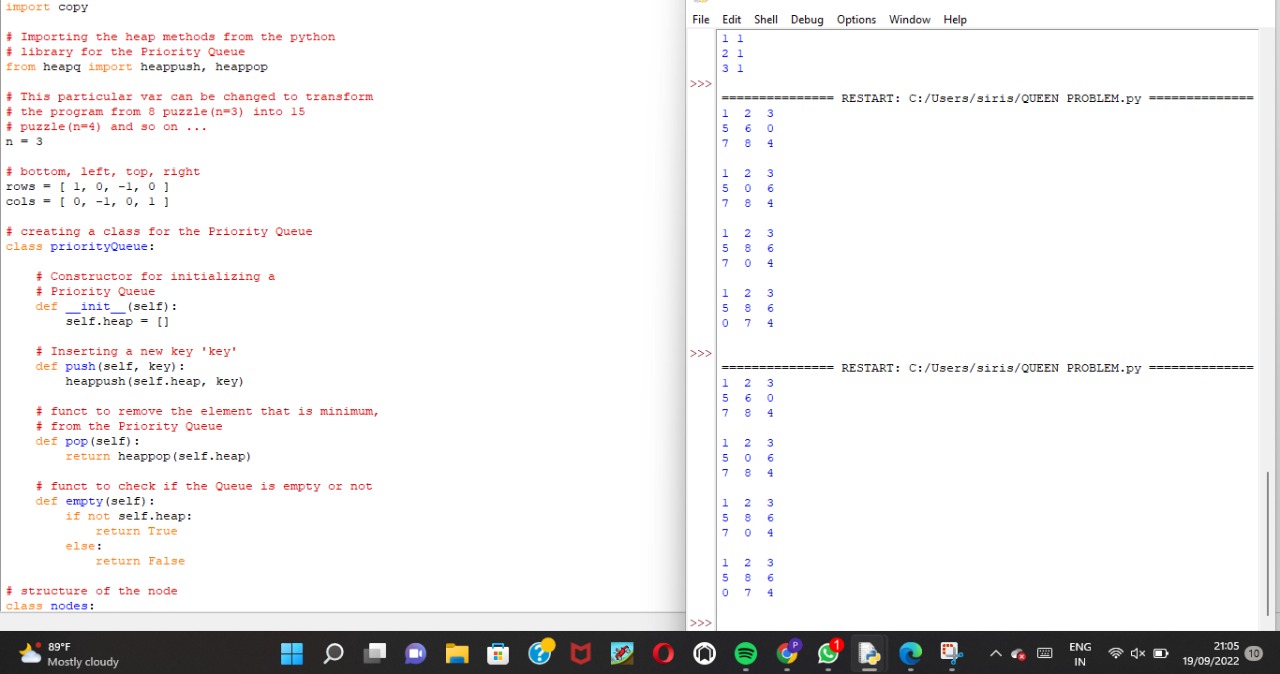 import copy
# Importing the heap methods from the python
# library for the Priority Queue
from heapq import heappush, heappop
# This particular var can be changed to transform
# the program from 8 puzzle(n=3) into 15
# puzzle(n=4) and so on ...
n = 3
# bottom, left, top, right
rows = [ 1, 0, -1, 0 ]
cols = [ 0, -1, 0, 1 ]
# creating a class for the Priority Queue
class priorityQueue:
# Constructor for initializing a
# Priority Queue
def __init__(self):
self.heap = []
# Inserting a new key 'key'
def push(self, key):
heappush(self.heap, key)
# funct to remove the element that is minimum,
# from the Priority Queue
def pop(self):
return heappop(self.heap)
# funct to check if the Queue is empty or not
def empty(self):
if not self.heap:
return True
else:
return False
# structure of the node
class nodes:
File Edit Shell Debug Options Window Help
1 1
2 1
3 1
>>>
=============== RESTART: C:/Users/siris/QUEEN PROBLEM.py ==============
1 2 3
5 6 0
7 8 4
1 2 3
5 0 6
7 8 4
1 2 3
5 8 6
7 0 4
1 2 3
5 8 6
0 7 4
>>>
=============== RESTART: C:/Users/siris/QUEEN PROBLEM.py ==============
1 2 3
5 6 0
7 8 4
1 2 3
5 0 6
7 8 4
1 2 3
5 8 6
7 0 4
1 2 3
5 8 6
0 7 4
>>>
89°F
Mostly cloudy
P
1
ENG
IN
21:05
19/09/2022
10